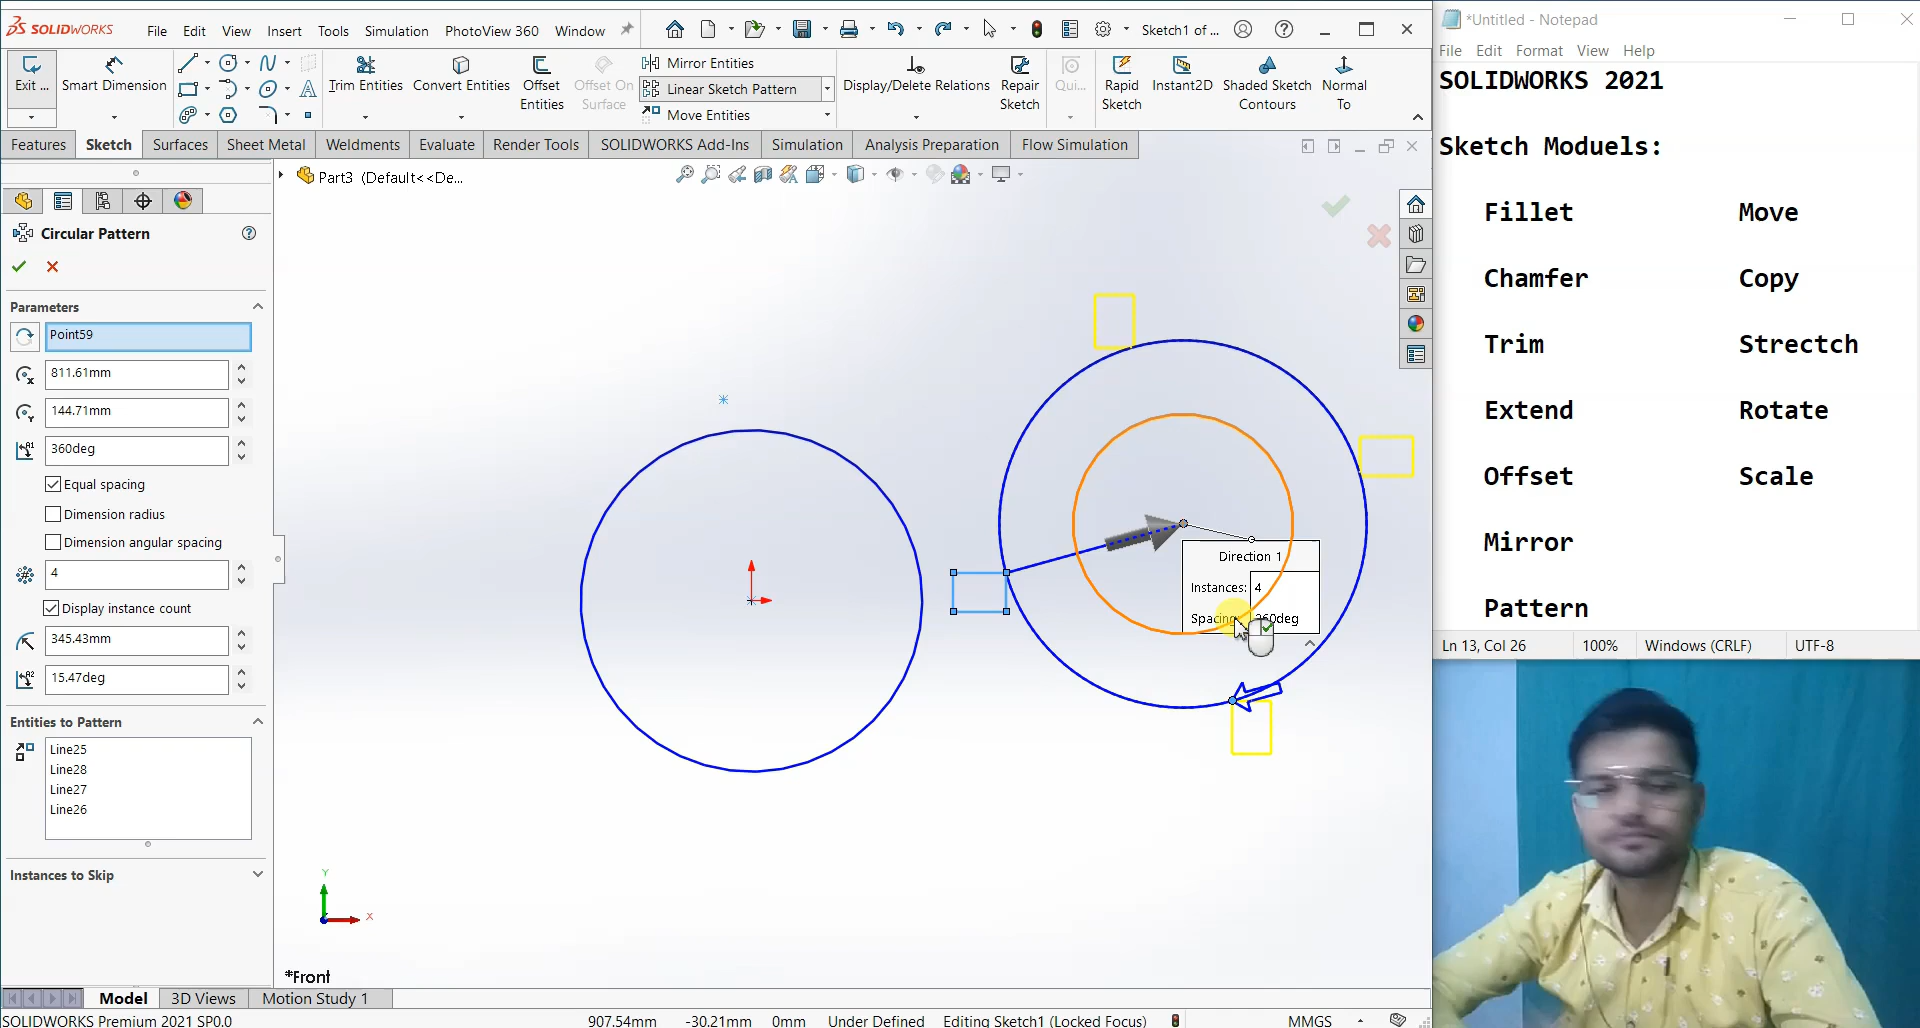 SOLIDWORKS
File Edit View Insert Tools Simulation PhotoView 360 Window
Sketch1 of ...
Exit ...
Smart Dimension
Trim Entities
Convert Entities
Offset Entities
Offset On Surface
Mirror Entities
Linear Sketch Pattern
Move Entities
Display/Delete Relations
Repair Sketch
Qui...
Rapid Sketch
Instant2D
Shaded Sketch Contours
Normal To
Features Sketch Surfaces Sheet Metal Weldments Evaluate Render Tools SOLIDWORKS Add-Ins Simulation Analysis Preparation Flow Simulation
Part3 (Default<<De...
Circular Pattern
Parameters
Point59
811.61mm
144.71mm
360deg
Equal spacing
Dimension radius
Dimension angular spacing
4
Display instance count
345.43mm
15.47deg
Entities to Pattern
Line25
Line28
Line27
Line26
Instances to Skip
Direction 1
Instances: 4
Spacing: 360deg
Y
X
*Front
Model 3D Views Motion Study 1
SOLIDWORKS Premium 2021 SP0.0
907.54mm -30.21mm 0mm Under Defined Editing Sketch1 (Locked Focus) MMGS
*Untitled - Notepad
File Edit Format View Help
SOLIDWORKS 2021
Sketch Moduels:
Fillet Move
Chamfer Copy
Trim Strectch
Extend Rotate
Offset Scale
Mirror
Pattern
Ln 13, Col 26 100% Windows (CRLF) UTF-8